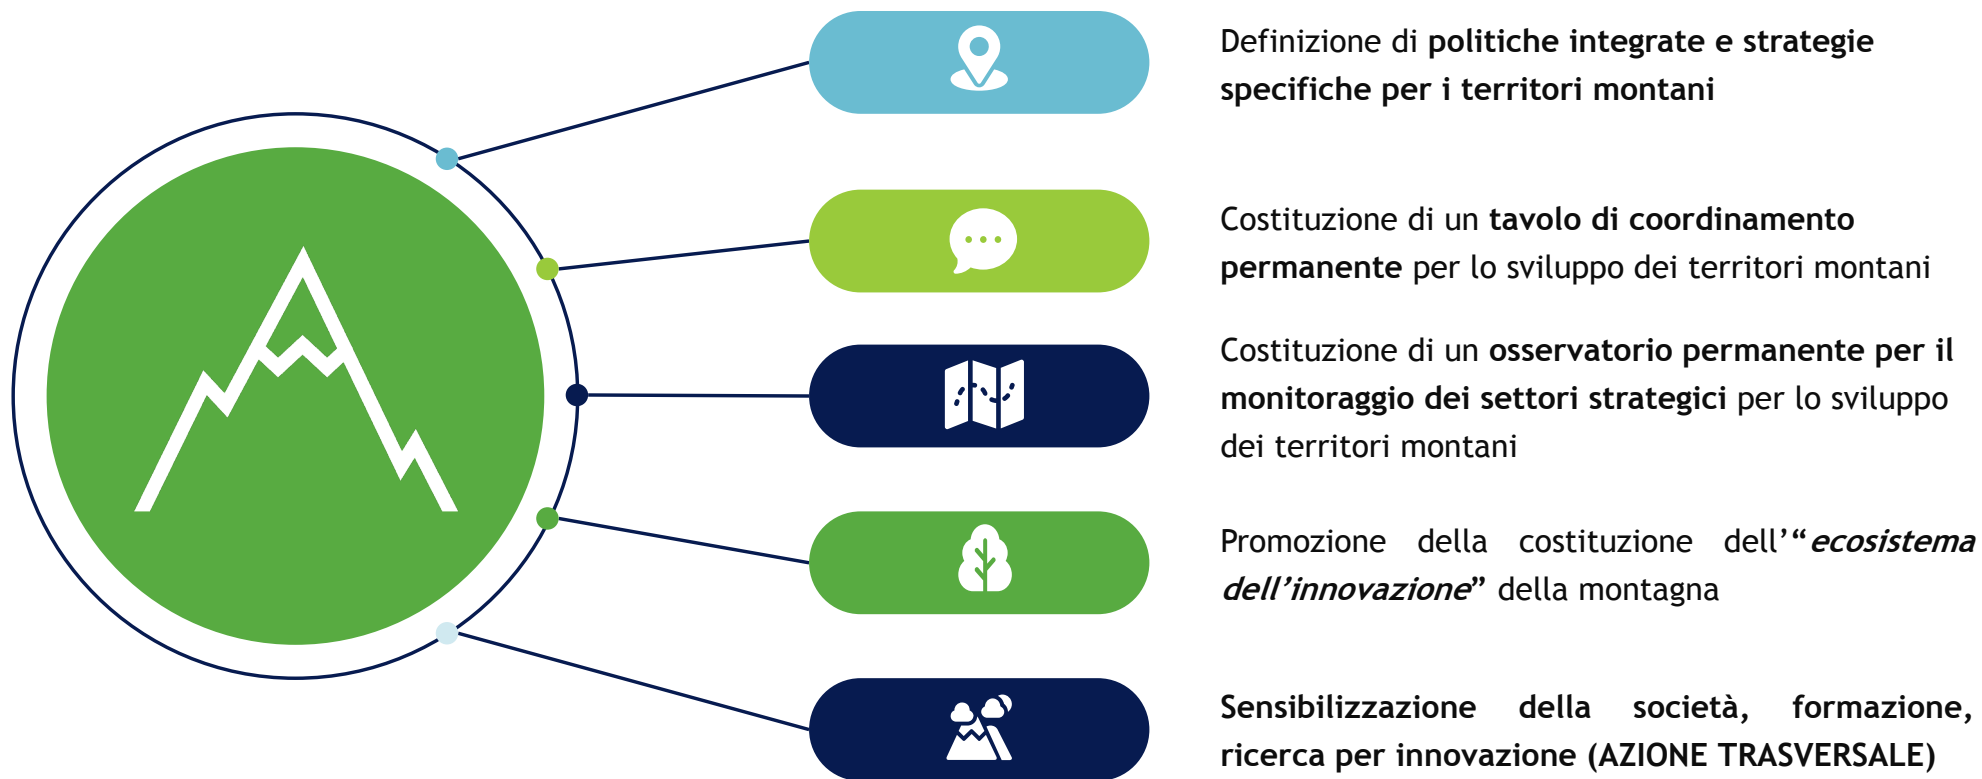 Definizione di politiche integrate e strategie
specifiche per i territori montani
Costituzione di un tavolo di coordinamento
permanente per lo sviluppo dei territori montani
Costituzione di un osservatorio permanente per il
monitoraggio dei settori strategici per lo sviluppo
dei territori montani
Promozione della costituzione dell’“ecosistema
dell’innovazione” della montagna
Sensibilizzazione della società, formazione,
ricerca per innovazione (AZIONE TRASVERSALE)